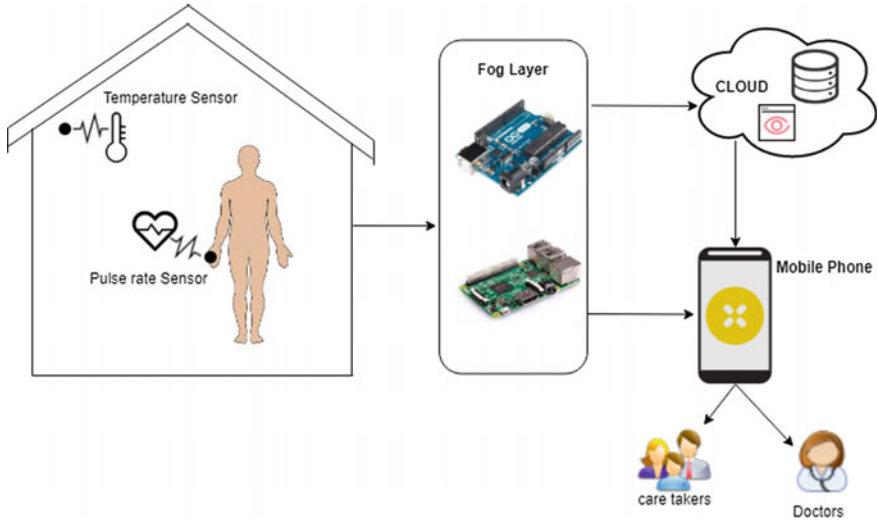 Temperature Sensor
Pulse rate Sensor
Fog Layer
CLOUD
Mobile Phone
care takers
Doctors